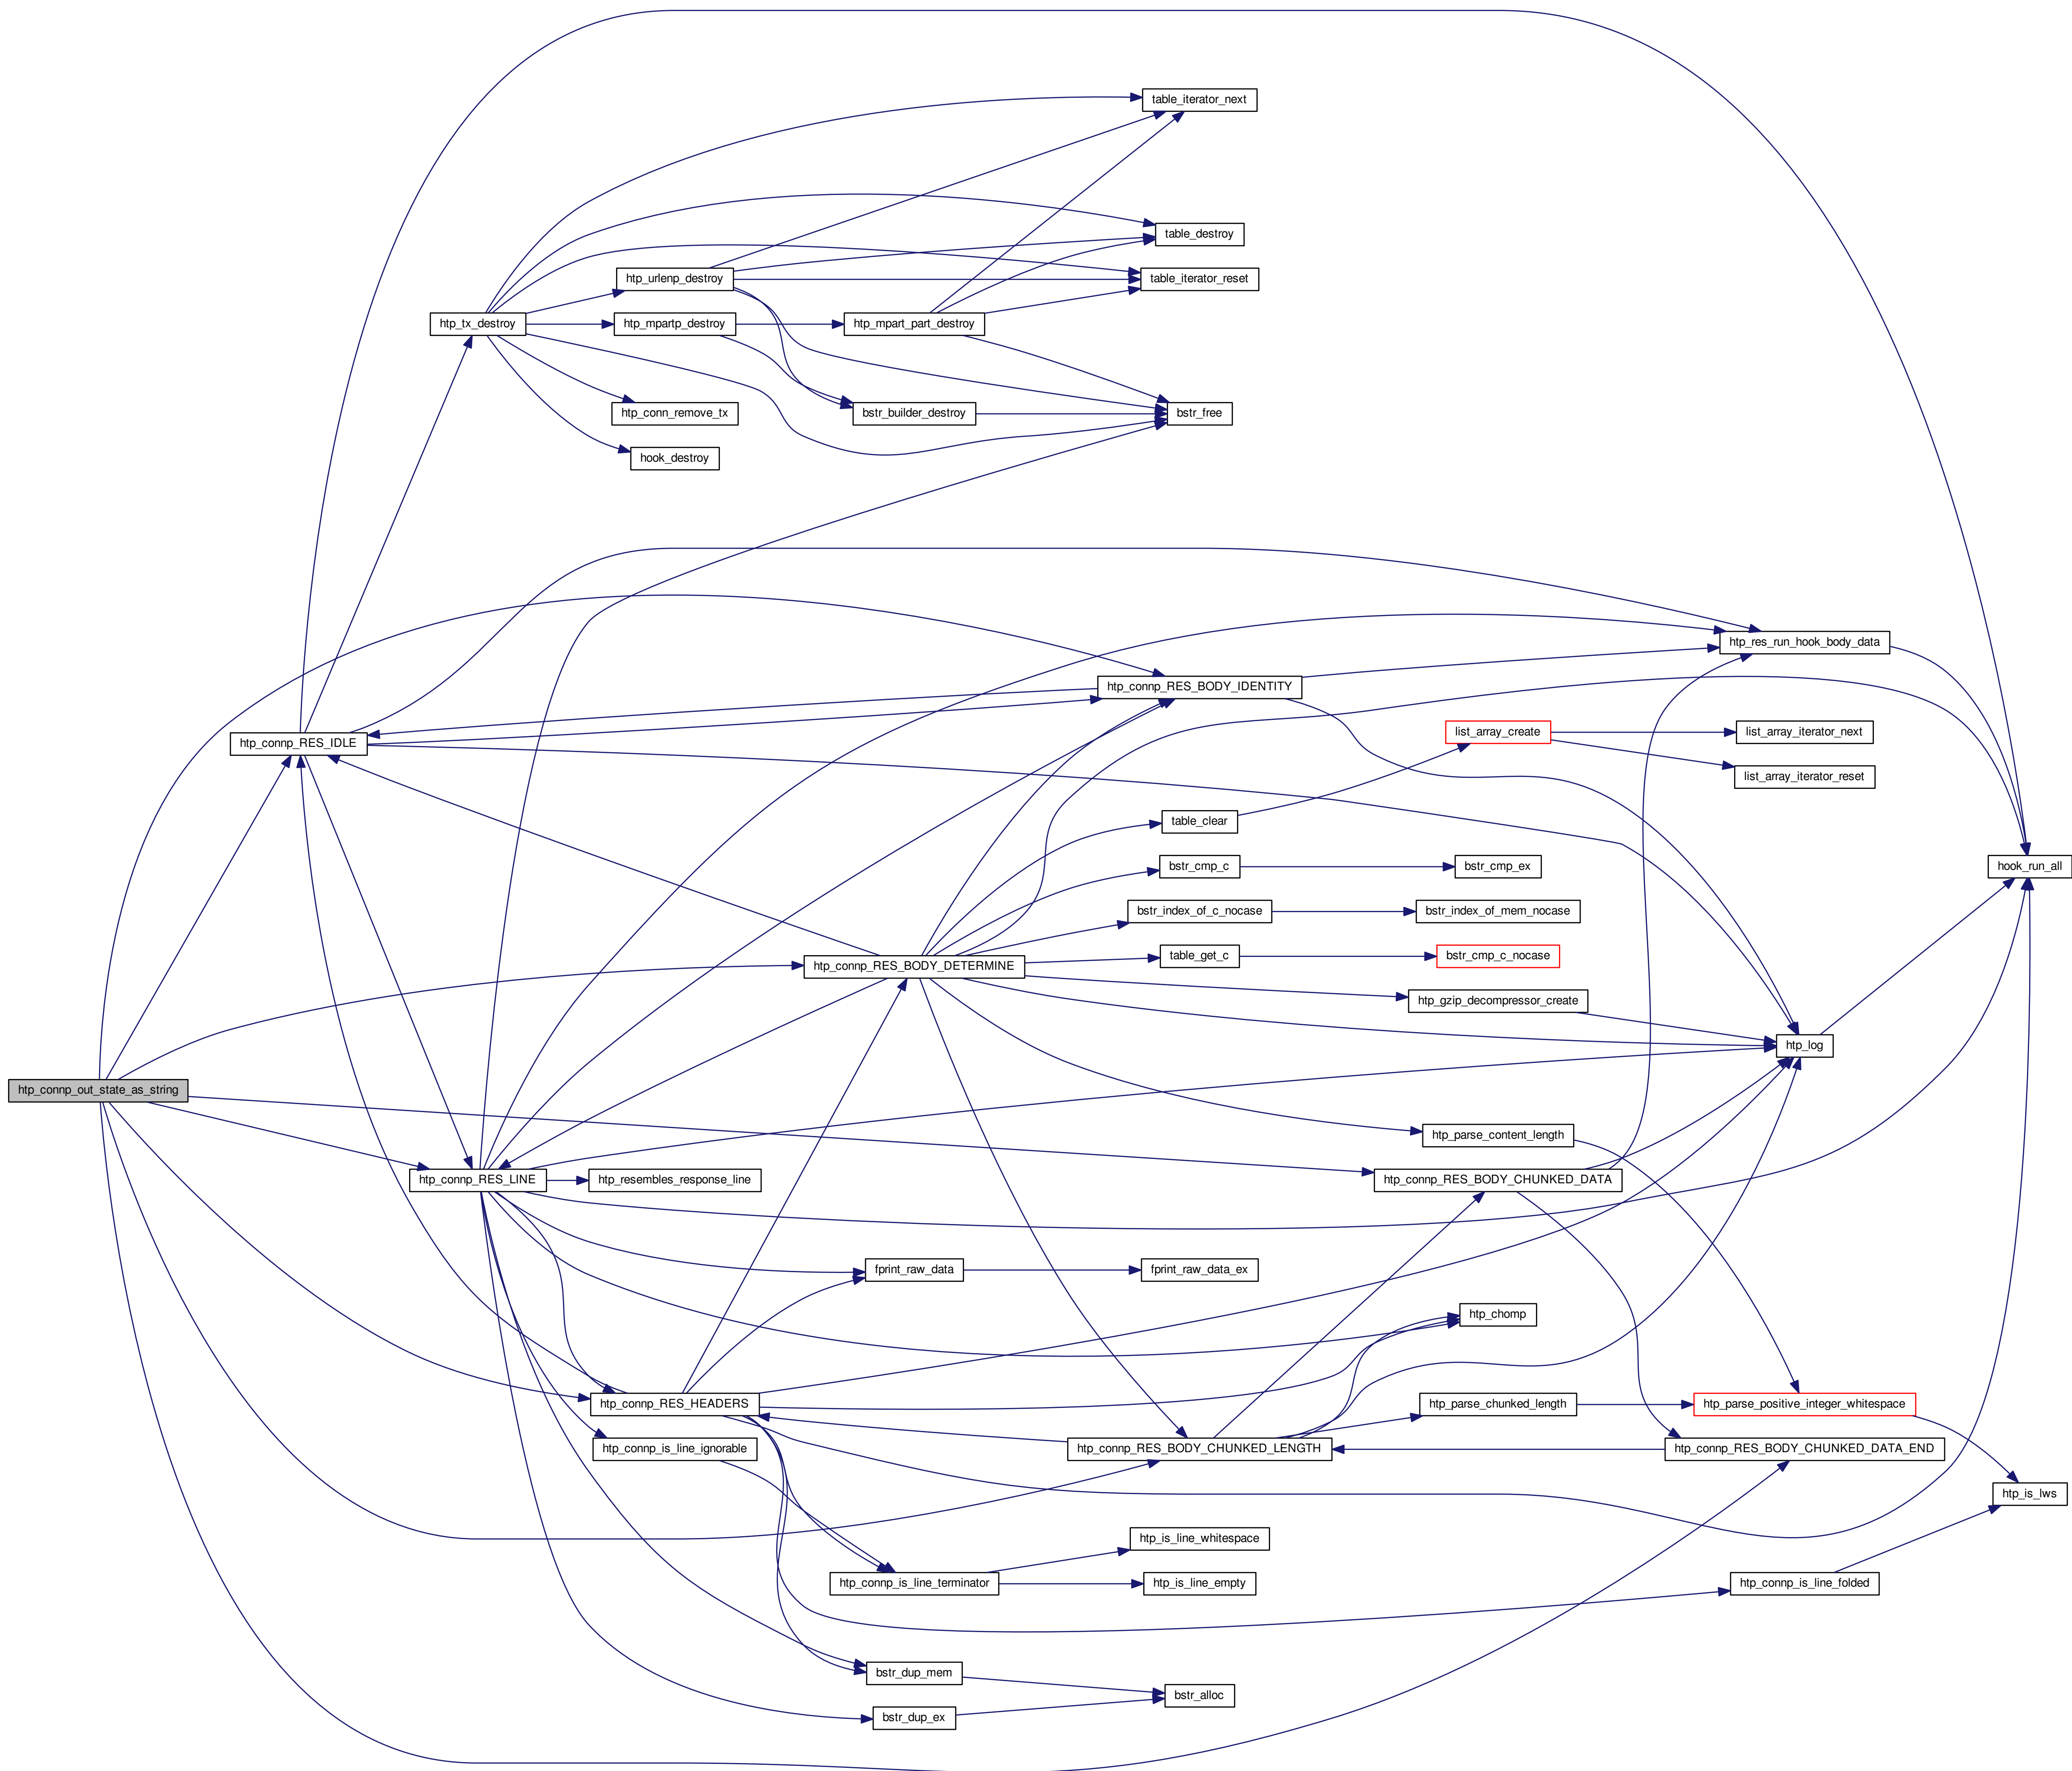 table_iterator_next
table_destroy
htp_urlenp_destroy
table_iterator_reset
htp_tx_destroy
htp_mpartp_destroy
htp_mpart_part_destroy
htp_conn_remove_tx
bstr_builder_destroy
bstr_free
hook_destroy
htp_res_run_hook_body_data
htp_connp_RES_BODY_IDENTITY
htp_connp_RES_IDLE
list_array_create
list_array_iterator_next
list_array_iterator_reset
table_clear
bstr_cmp_c
bstr_cmp_ex
hook_run_all
bstr_index_of_c_nocase
bstr_index_of_mem_nocase
table_get_c
bstr_cmp_c_nocase
htp_connp_RES_BODY_DETERMINE
htp_gzip_decompressor_create
htp_log
htp_connp_out_state_as_string
htp_parse_content_length
htp_connp_RES_LINE
htp_resembles_response_line
htp_connp_RES_BODY_CHUNKED_DATA
fprint_raw_data
fprint_raw_data_ex
htp_chomp
htp_connp_RES_HEADERS
htp_parse_chunked_length
htp_parse_positive_integer_whitespace
htp_connp_is_line_ignorable
htp_connp_RES_BODY_CHUNKED_LENGTH
htp_connp_RES_BODY_CHUNKED_DATA_END
htp_is_lws
htp_is_line_whitespace
htp_connp_is_line_terminator
htp_is_line_empty
htp_connp_is_line_folded
bstr_dup_mem
bstr_alloc
bstr_dup_ex